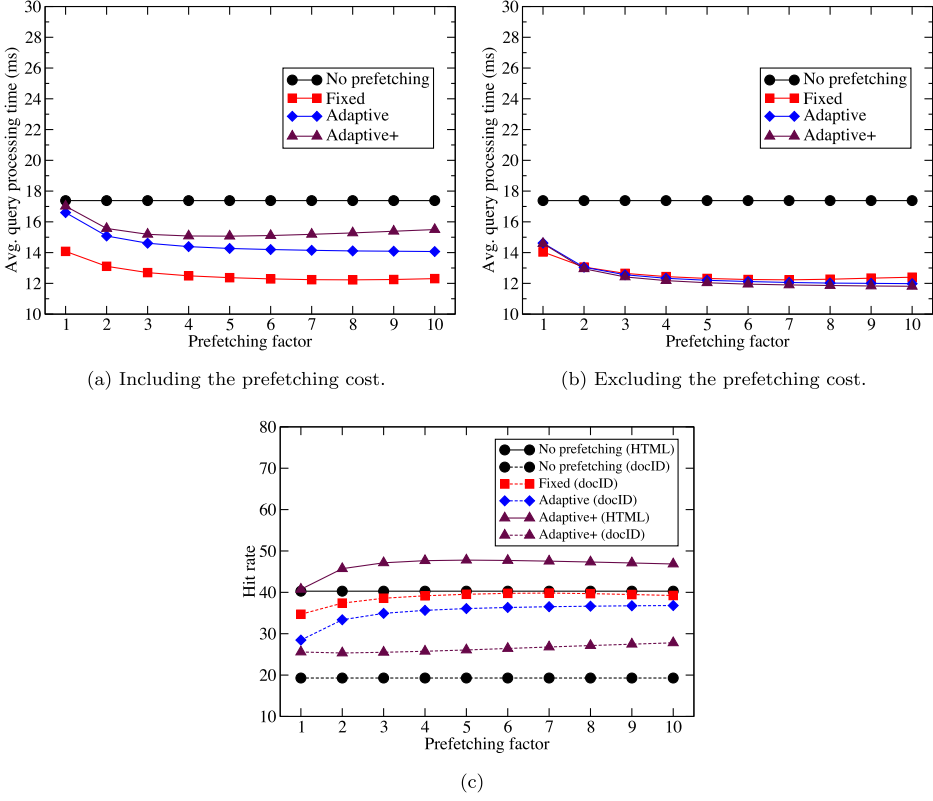 30
28
26
24
22
20
18
16
14
12
10
Avg. query processing time (ms)
No prefetching
Fixed
Adaptive
Adaptive+
1 2 3 4 5 6 7 8 9 10
Prefetching factor
(a) Including the prefetching cost.
30
28
26
24
22
20
18
16
14
12
10
Avg. query processing time (ms)
No prefetching
Fixed
Adaptive
Adaptive+
1 2 3 4 5 6 7 8 9 10
Prefetching factor
(b) Excluding the prefetching cost.
80
70
60
50
40
30
20
10
Hit rate
No prefetching (HTML)
No prefetching (docID)
Fixed (docID)
Adaptive (docID)
Adaptive+ (HTML)
Adaptive+ (docID)
1 2 3 4 5 6 7 8 9 10
Prefetching factor
(c)